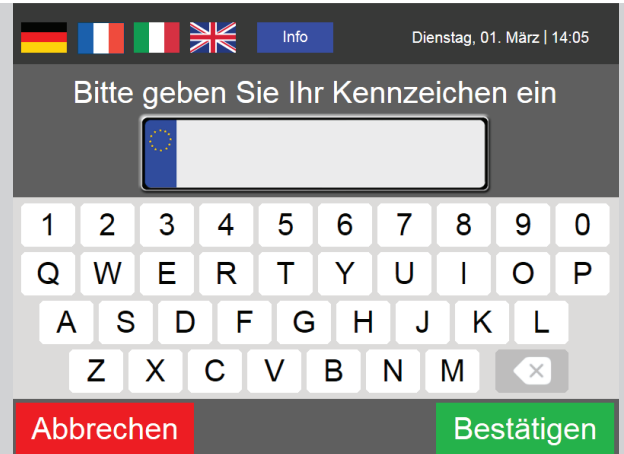 Info
Dienstag, 01. März | 14:05
Bitte geben Sie Ihr Kennzeichen ein
1 2 3 4 5 6 7 8 9 0
Q W E R T Y U I O P
A S D F G H J K L
Z X C V B N M
Abbrechen
Bestätigen